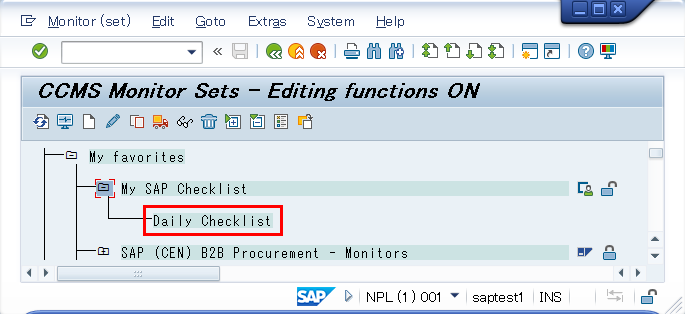 Monitor (set) Edit Goto Extras System Help
CCMS Monitor Sets - Editing functions ON
My favorites
My SAP Checklist
Daily Checklist
SAP (CEN) B2B Procurement - Monitors
SAP NPL (1) 001 saptest1 INS